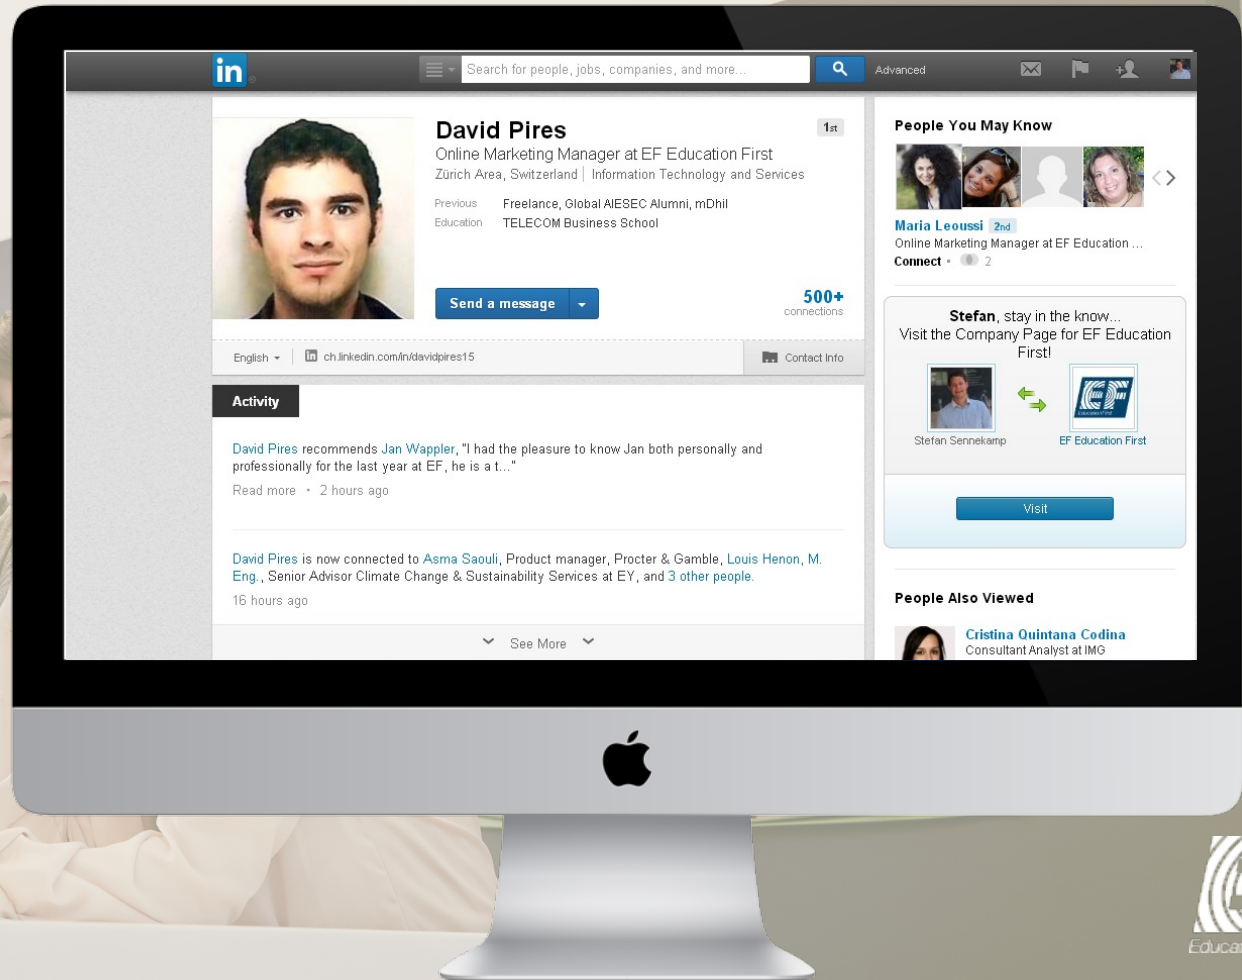 in
Search for people, jobs, companies, and more...
Advanced
David Pires
1st
Online Marketing Manager at EF Education First
Zürich Area, Switzerland | Information Technology and Services
Previous Freelance, Global AIESEC Alumni, mDhil
Education TELECOM Business School
Send a message
500+
connections
English
in ch.linkedin.com/in/davidpires15
Contact Info
Activity
David Pires recommends Jan Wappler, "I had the pleasure to know Jan both personally and
professionally for the last year at EF, he is a t..."
Read more • 2 hours ago
David Pires is now connected to Asma Saouli, Product manager, Procter & Gamble, Louis Henon, M.
Eng., Senior Advisor Climate Change & Sustainability Services at EY, and 3 other people.
16 hours ago
See More
People You May Know
Maria Leoussi 2nd
Online Marketing Manager at EF Education ...
Connect • 2
Stefan, stay in the know...
Visit the Company Page for EF Education
First!
EF
Stefan Sennekamp
EF Education First
Visit
People Also Viewed
Cristina Quintana Codina
Consultant Analyst at IMG